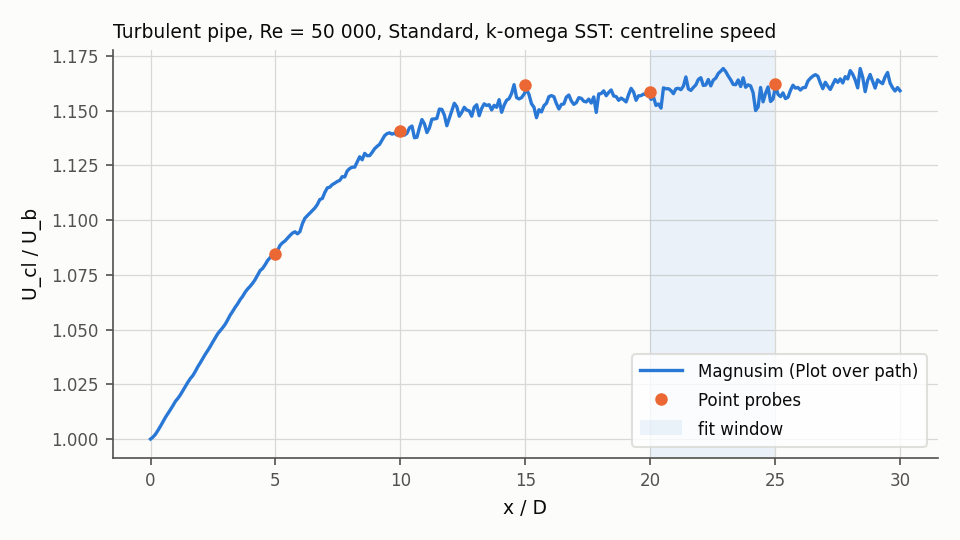 Turbulent pipe, Re = 50 000, Standard, k-omega SST: centreline speed
U_cl / U_b
1.175
1.150
1.125
1.100
1.075
1.050
1.025
1.000
Magnusim (Plot over path)
Point probes
fit window
0 5 10 15 20 25 30
x / D